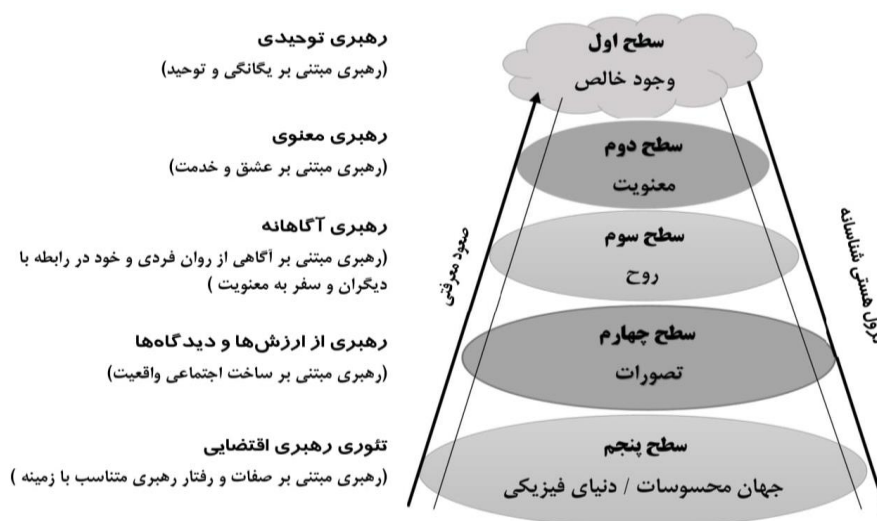 رهبری توحیدی
(رهبری مبتنی بر یگانگی و توحید)
سطح اول
وجود خالص
رهبری معنوی
(رهبری مبتنی بر عشق و خدمت)
سطح دوم
معنویت
رهبری آگاهانه
(رهبری مبتنی بر آگاهی از روان فردی و خود در رابطه با
دیگران و سفر به معنویت )
سطح سوم
روح
رهبری از ارزش‌ها و دیدگاه‌ها
(رهبری مبتنی بر ساخت اجتماعی واقعیت)
سطح چهارم
تصورات
تئوری رهبری اقتضایی
(رهبری مبتنی بر صفات و رفتار رهبری متناسب با زمینه )
سطح پنجم
جهان محسوسات / دنیای فیزیکی
صعود معرفتی
نزول هستی شناسانه